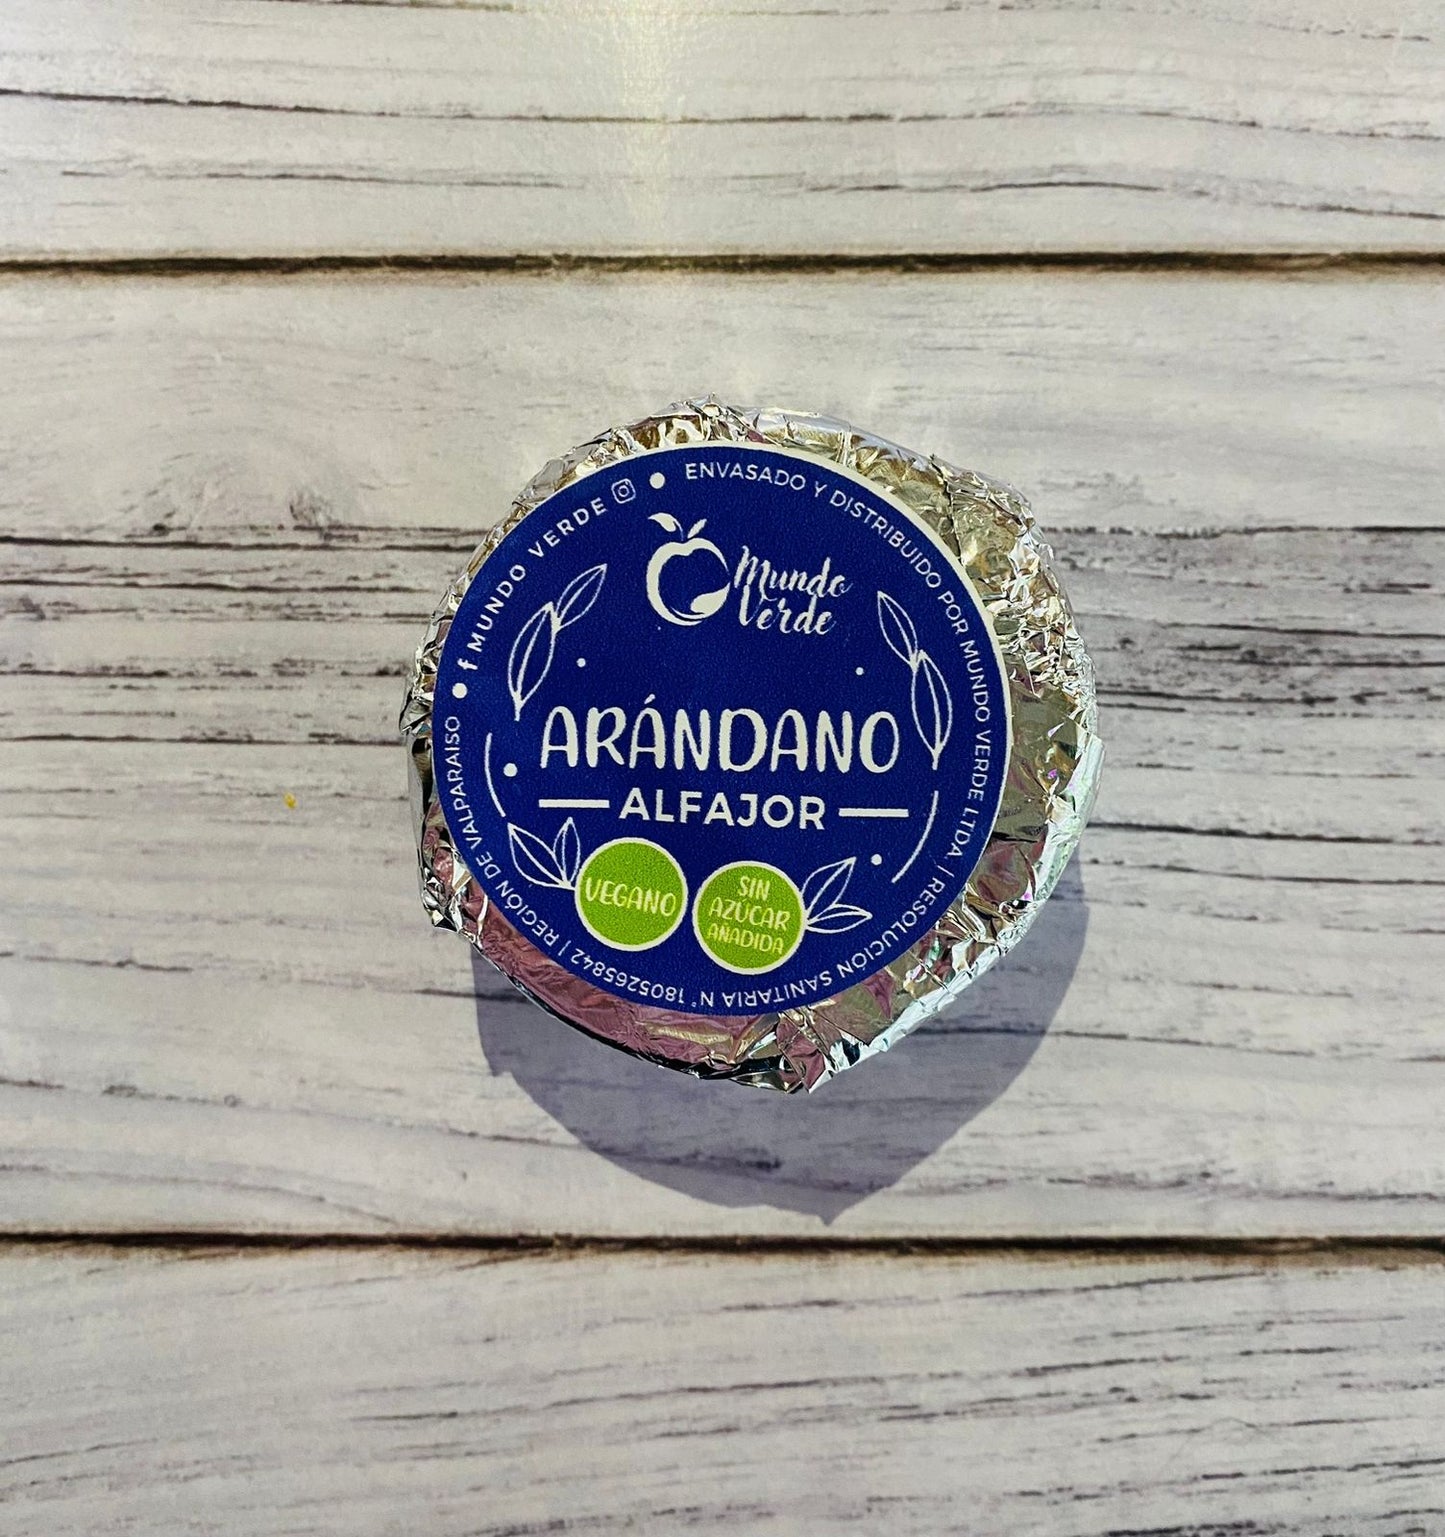 Mundo
Verde
ARÁNDANO
ALFAJOR
VEGANO
SIN
AZÚCAR
AÑADIDA
f MUNDO VERDE
ENVASADO Y DISTRIBUIDO POR MUNDO VERDE LTDA. | RESOLUCIÓN SANITARIA N°1805265842 | REGIÓN DE VALPARAISO